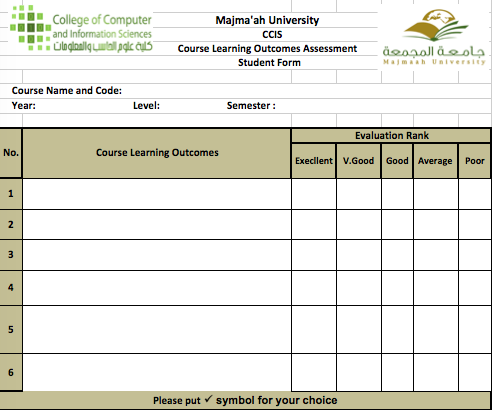 College of Computer
and Information Sciences
كلية علوم الحاسب والمعلومات
Majma'ah University
CCIS
Course Learning Outcomes Assessment
Student Form
جامعة المجمعة
Majmaah University
Course Name and Code:
Year: Level: Semester :
No. Course Learning Outcomes Evaluation Rank
Execllent V.Good Good Average Poor
1
2
3
4
5
6
Please put ✓ symbol for your choice